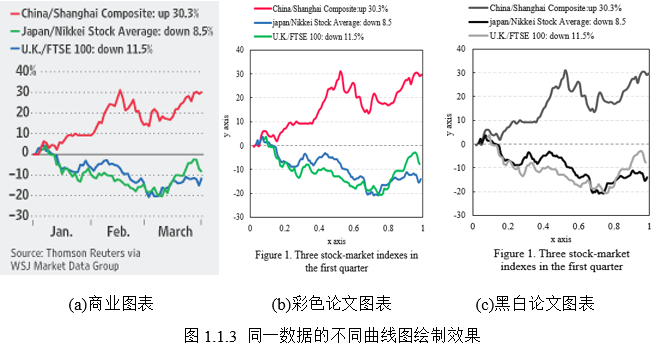 China/Shanghai Composite: up 30.3%
Japan/Nikkei Stock Average: down 8.5%
U.K./FTSE 100: down 11.5%
40%
30
20
10
0
−10
−20
−30
Jan.
Feb.
March
Source: Thomson Reuters via
WSJ Market Data Group
(a)商业图表
China/Shanghai Composite:up 30.3%
japan/Nikkei Stock Average: down 8.5
U.K./FTSE 100: down 11.5%
y axis
40
30
20
10
0
-10
-20
-30
0
0.2
0.4
0.6
0.8
1
x axis
Figure 1. Three stock-market indexes in
the first quarter
(b)彩色论文图表
China/Shanghai Composite:up 30.3%
japan/Nikkei Stock Average: down 8.5
U.K./FTSE 100: down 11.5%
y axis
40
30
20
10
0
-10
-20
-30
0
0.2
0.4
0.6
0.8
1
x axis
Figure 1. Three stock-market
indexes in the first quarter
(c)黑白论文图表
图 1.1.3 同一数据的不同曲线图绘制效果